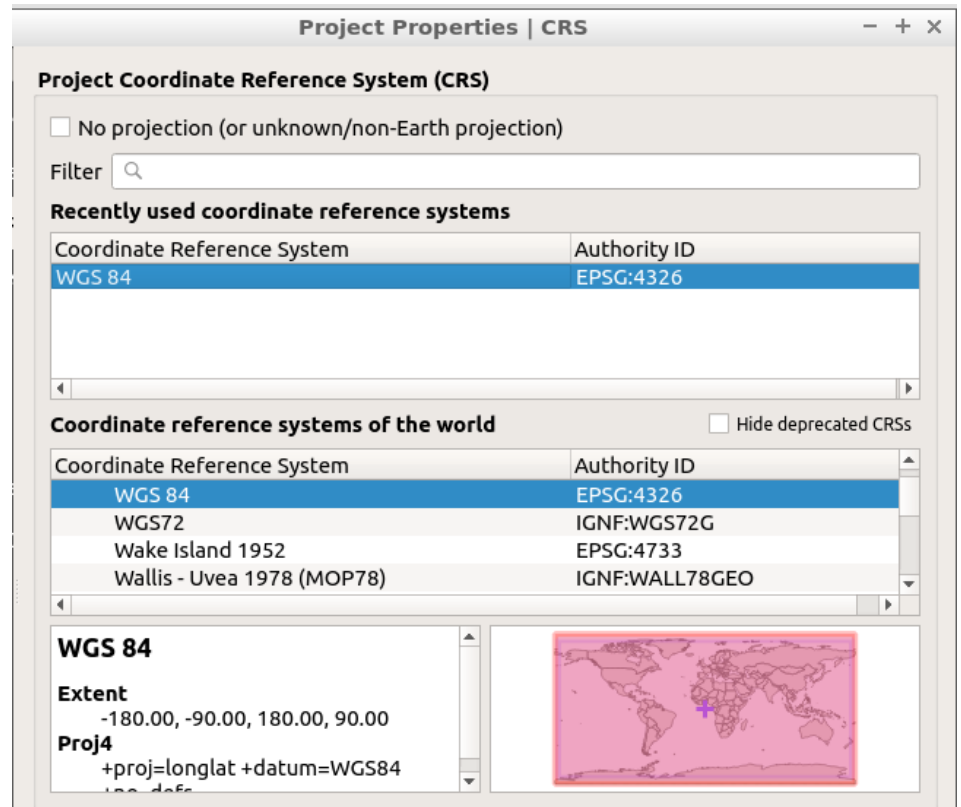 Project Properties | CRS
Project Coordinate Reference System (CRS)
No projection (or unknown/non-Earth projection)
Filter
Recently used coordinate reference systems
Coordinate Reference System Authority ID
WGS 84 EPSG:4326
Coordinate reference systems of the world Hide deprecated CRSs
Coordinate Reference System Authority ID
WGS 84 EPSG:4326
WGS72 IGNF:WGS72G
Wake Island 1952 EPSG:4733
Wallis - Uvea 1978 (MOP78) IGNF:WALL78GEO
WGS 84
Extent
-180.00, -90.00, 180.00, 90.00
Proj4
+proj=longlat +datum=WGS84
+no_defs